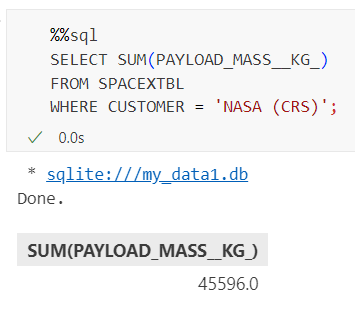 %%sql
SELECT SUM(PAYLOAD_MASS__KG_)
FROM SPACEXTBL
WHERE CUSTOMER = 'NASA (CRS)';
✓ 0.0s
* sqlite:///my_data1.db
Done.
SUM(PAYLOAD_MASS__KG_)
45596.0